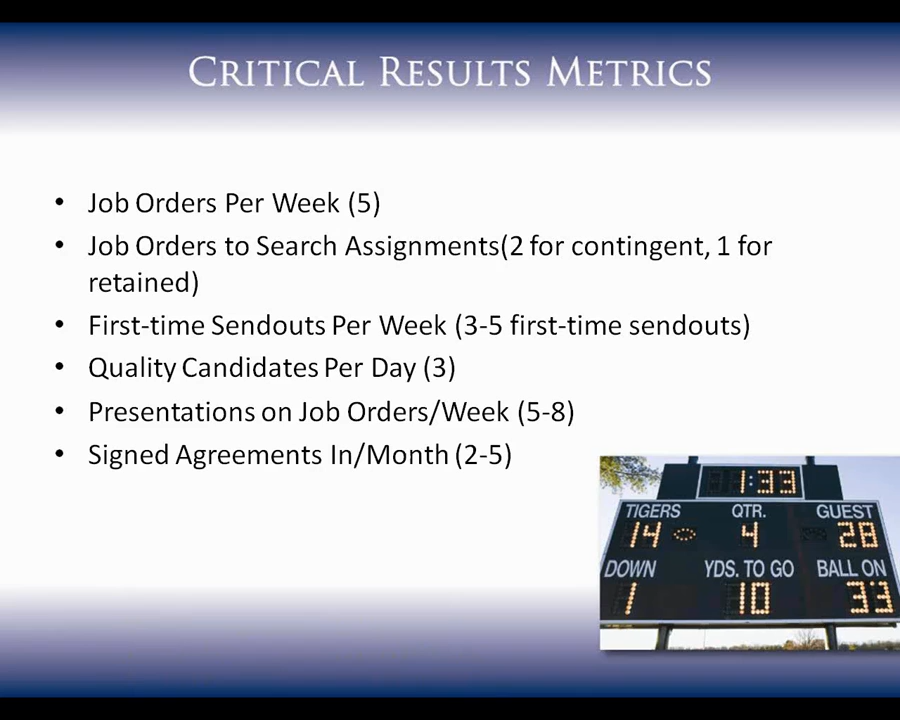 CRITICAL RESULTS METRICS
• Job Orders Per Week (5)
• Job Orders to Search Assignments(2 for contingent, 1 for
retained)
• First-time Sendouts Per Week (3-5 first-time sendouts)
• Quality Candidates Per Day (3)
• Presentations on Job Orders/Week (5-8)
• Signed Agreements In/Month (2-5)
1:33
TIGERS QTR. GUEST
14 4 28
DOWN YDS. TO GO BALL ON
1 10 33